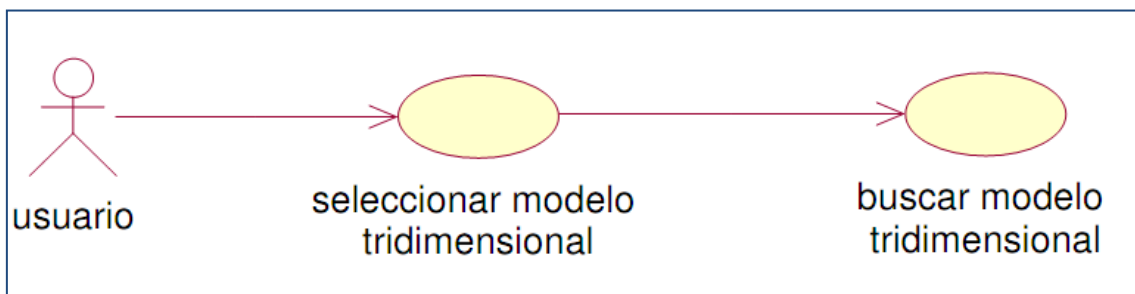 usuario
seleccionar modelo
tridimensional
buscar modelo
tridimensional